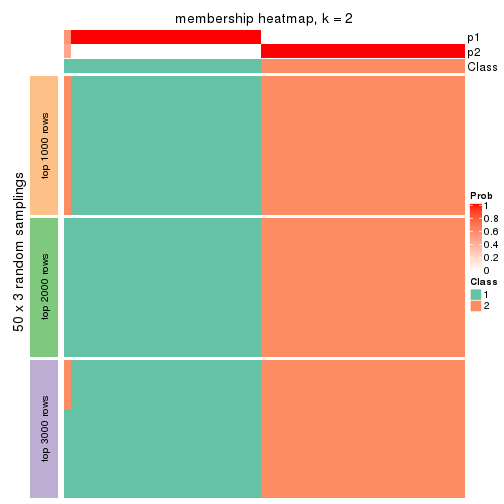 membership heatmap, k = 2
p1
p2
Class
50 x 3 random samplings
top 1000 rows
top 2000 rows
top 3000 rows
Prob
1
0.8
0.6
0.4
0.2
0
Class
1
2